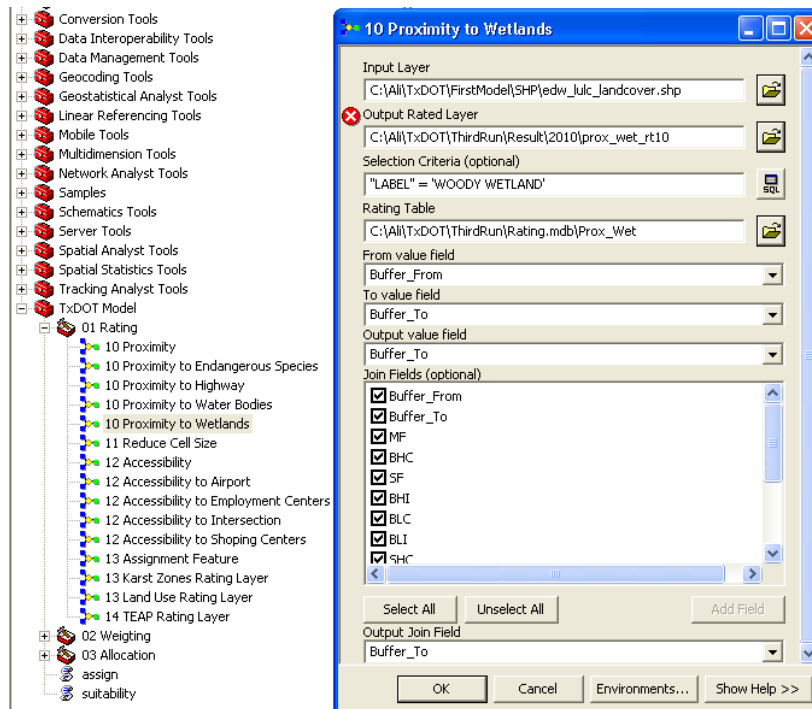 Conversion Tools
Data Interoperability Tools
Data Management Tools
Geocoding Tools
Geostatistical Analyst Tools
Linear Referencing Tools
Mobile Tools
Multidimension Tools
Network Analyst Tools
Samples
Schematics Tools
Server Tools
Spatial Analyst Tools
Spatial Statistics Tools
Tracking Analyst Tools
TxDOT Model
01 Rating
10 Proximity
10 Proximity to Endangerous Species
10 Proximity to Highway
10 Proximity to Water Bodies
10 Proximity to Wetlands
11 Reduce Cell Size
12 Accessibility
12 Accessibility to Airport
12 Accessibility to Employment Centers
12 Accessibility to Intersection
12 Accessibility to Shoping Centers
13 Assignment Feature
13 Karst Zones Rating Layer
13 Land Use Rating Layer
14 TEAP Rating Layer
02 Weigting
03 Allocation
assign
suitability
10 Proximity to Wetlands
Input Layer
C:\Ali\TxDOT\FirstModel\SHP\edw_lulc_landcover.shp
Output Rated Layer
C:\Ali\TxDOT\ThirdRun\Result\2010\prox_wet_rt10
Selection Criteria (optional)
"LABEL" = 'WOODY WETLAND'
SQL
Rating Table
C:\Ali\TxDOT\ThirdRun\Rating.mdb\Prox_Wet
From value field
Buffer_From
To value field
Buffer_To
Output value field
Buffer_To
Join Fields (optional)
Buffer_From
Buffer_To
MF
BHC
SF
BHI
BLC
BLI
SHC
Select All Unselect All Add Field
Output Join Field
Buffer_To
OK Cancel Environments... Show Help >>